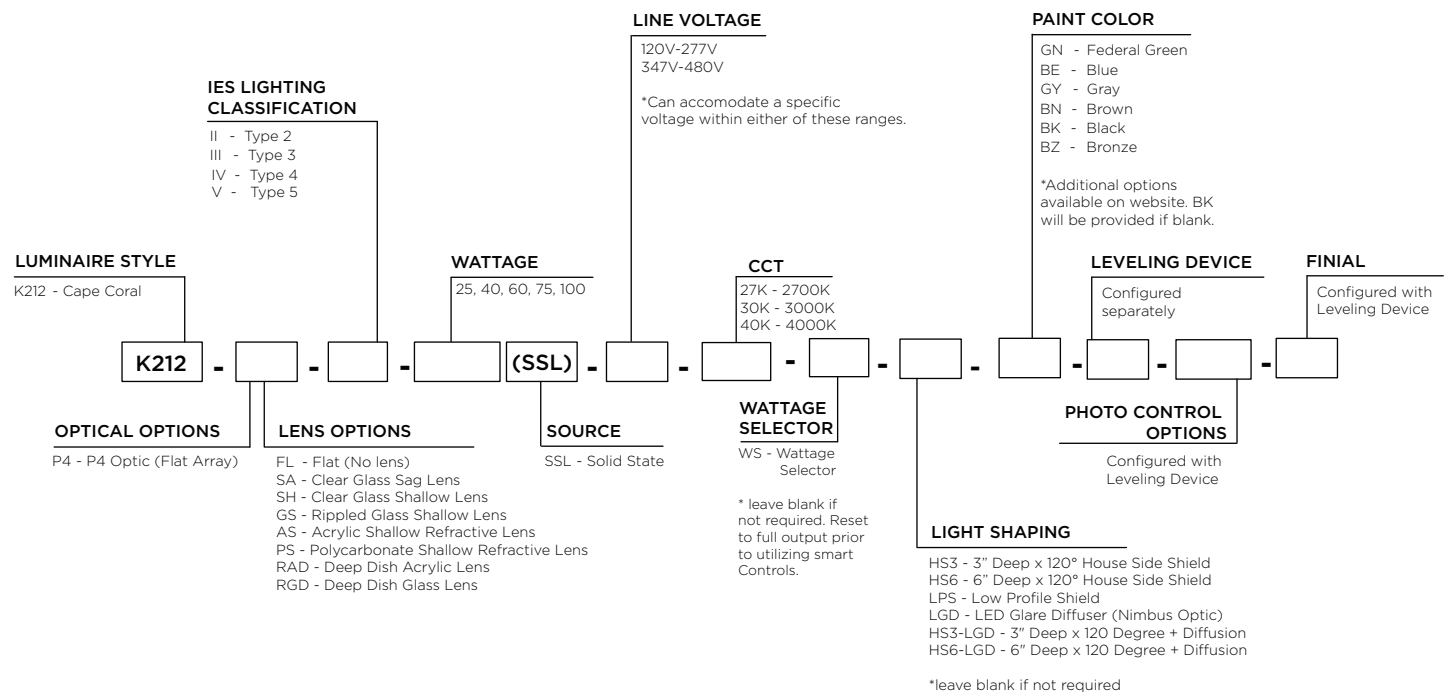 LINE VOLTAGE
120V-277V
347V-480V
*Can accomodate a specific
voltage within either of these ranges.
PAINT COLOR
GN - Federal Green
BE - Blue
GY - Gray
BN - Brown
BK - Black
BZ - Bronze
*Additional options
available on website. BK
will be provided if blank.
IES LIGHTING
CLASSIFICATION
II - Type 2
III - Type 3
IV - Type 4
V - Type 5
LUMINAIRE STYLE
K212 - Cape Coral
WATTAGE
25, 40, 60, 75, 100
CCT
27K - 2700K
30K - 3000K
40K - 4000K
LEVELING DEVICE
Configured
separately
FINIAL
Configured with
Leveling Device
K212 - - - (SSL) - - - - - - - -
OPTICAL OPTIONS
P4 - P4 Optic (Flat Array)
LENS OPTIONS
FL - Flat (No lens)
SA - Clear Glass Sag Lens
SH - Clear Glass Shallow Lens
GS - Rippled Glass Shallow Lens
AS - Acrylic Shallow Refractive Lens
PS - Polycarbonate Shallow Refractive Lens
RAD - Deep Dish Acrylic Lens
RGD - Deep Dish Glass Lens
SOURCE
SSL - Solid State
WATTAGE
SELECTOR
WS - Wattage
Selector
* leave blank if
not required. Reset
to full output prior
to utilizing smart
Controls.
LIGHT SHAPING
HS3 - 3” Deep x 120° House Side Shield
HS6 - 6” Deep x 120° House Side Shield
LPS - Low Profile Shield
LGD - LED Glare Diffuser (Nimbus Optic)
HS3-LGD - 3" Deep x 120 Degree + Diffusion
HS6-LGD - 6" Deep x 120 Degree + Diffusion
*leave blank if not required
PHOTO CONTROL
OPTIONS
Configured with
Leveling Device